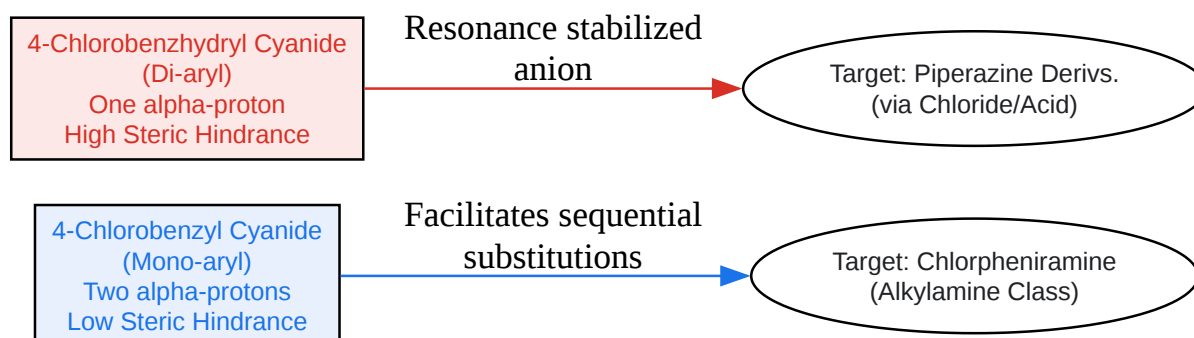 4-Chlorobenzhydryl Cyanide
(Di-aryl)
One alpha-proton
High Steric Hindrance
Resonance stabilized
anion
Target: Piperazine Derivs.
(via Chloride/Acid)
4-Chlorobenzyl Cyanide
(Mono-aryl)
Two alpha-protons
Low Steric Hindrance
Facilitates sequential
substitutions
Target: Chlorpheniramine
(Alkylamine Class)